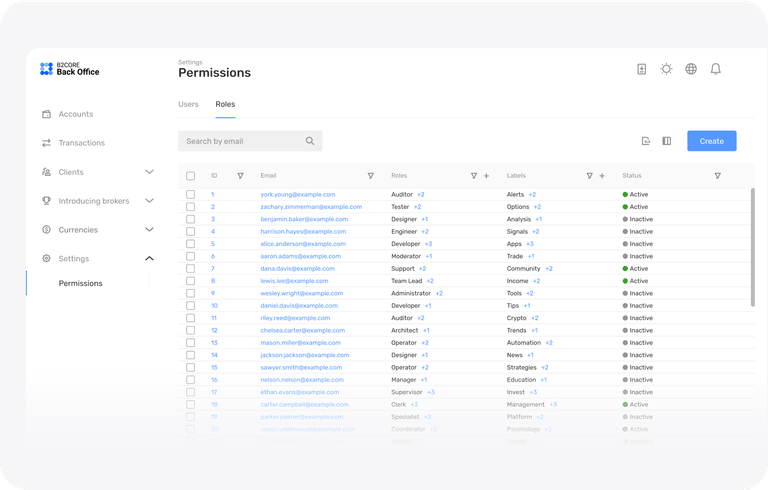 B2CORE
Back Office
Settings
Permissions
Accounts
Transactions
Clients
Introducing brokers
Currencies
Settings
Permissions
Users Roles
Search by email
Create
ID Email Roles + Labels + Status
1 york.young@example.com Auditor +2 Alerts +2 Active
2 zachary.zimmerman@example.com Tester +2 Options +2 Active
3 benjamin.baker@example.com Designer +1 Analysis +1 Inactive
4 harrison.hayes@example.com Engineer +2 Signals +2 Inactive
5 alice.anderson@example.com Developer +3 Apps +3 Inactive
6 aaron.adams@example.com Moderator +1 Trade +1 Inactive
7 dana.davis@example.com Support +2 Community +2 Active
8 lewis.lee@example.com Team Lead +2 Income +2 Active
9 wesley.wright@example.com Administrator +2 Tools +2 Inactive
10 daniel.davis@example.com Developer +1 Tips +1 Inactive
11 riley.reed@example.com Auditor +2 Crypto +2 Inactive
12 chelsea.carter@example.com Architect +1 Trends +1 Inactive
13 mason.miller@example.com Operator +2 Automation +2 Inactive
14 jackson.jackson@example.com Designer +1 News +1 Inactive
15 sawyer.smith@example.com Operator +2 Strategies +2 Inactive
16 nelson.nelson@example.com Manager +1 Education +1 Inactive
17 ethan.evans@example.com Supervisor +3 Invest +3 Inactive
18 carter.campbell@example.com Clerk +3 Management +3 Active
19 parker.palmer@example.com Specialist +2 Platform +2 Inactive
20 Coordinator +2 Psychology +2 Active